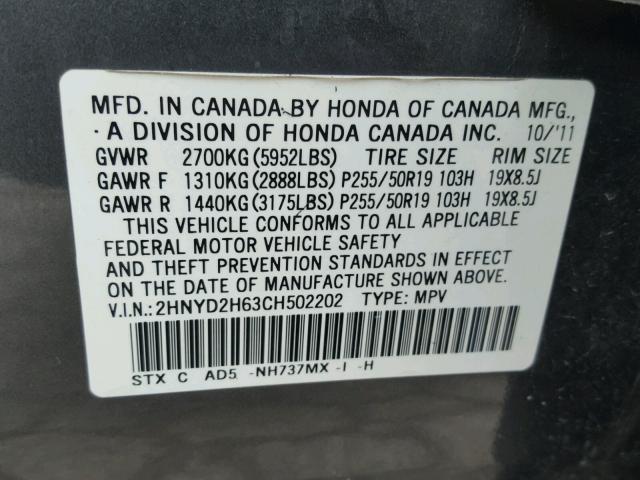 MFD. IN CANADA BY HONDA OF CANADA MFG.,
A DIVISION OF HONDA CANADA INC. 10/'11
GVWR 2700KG(5952LBS) TIRE SIZE RIM SIZE
GAWR F 1310KG(2888LBS) P255/50R19 103H 19X8.5J
GAWR R 1440KG(3175LBS) P255/50R19 103H 19X8.5J
THIS VEHICLE CONFORMS TO ALL APPLICABLE
FEDERAL MOTOR VEHICLE SAFETY
AND THEFT PREVENTION STANDARDS IN EFFECT
ON THE DATE OF MANUFACTURE SHOWN ABOVE.
V.I.N.:2HNYD2H63CH502202 TYPE: MPV
STX C AD5 -NH737MX -I -H